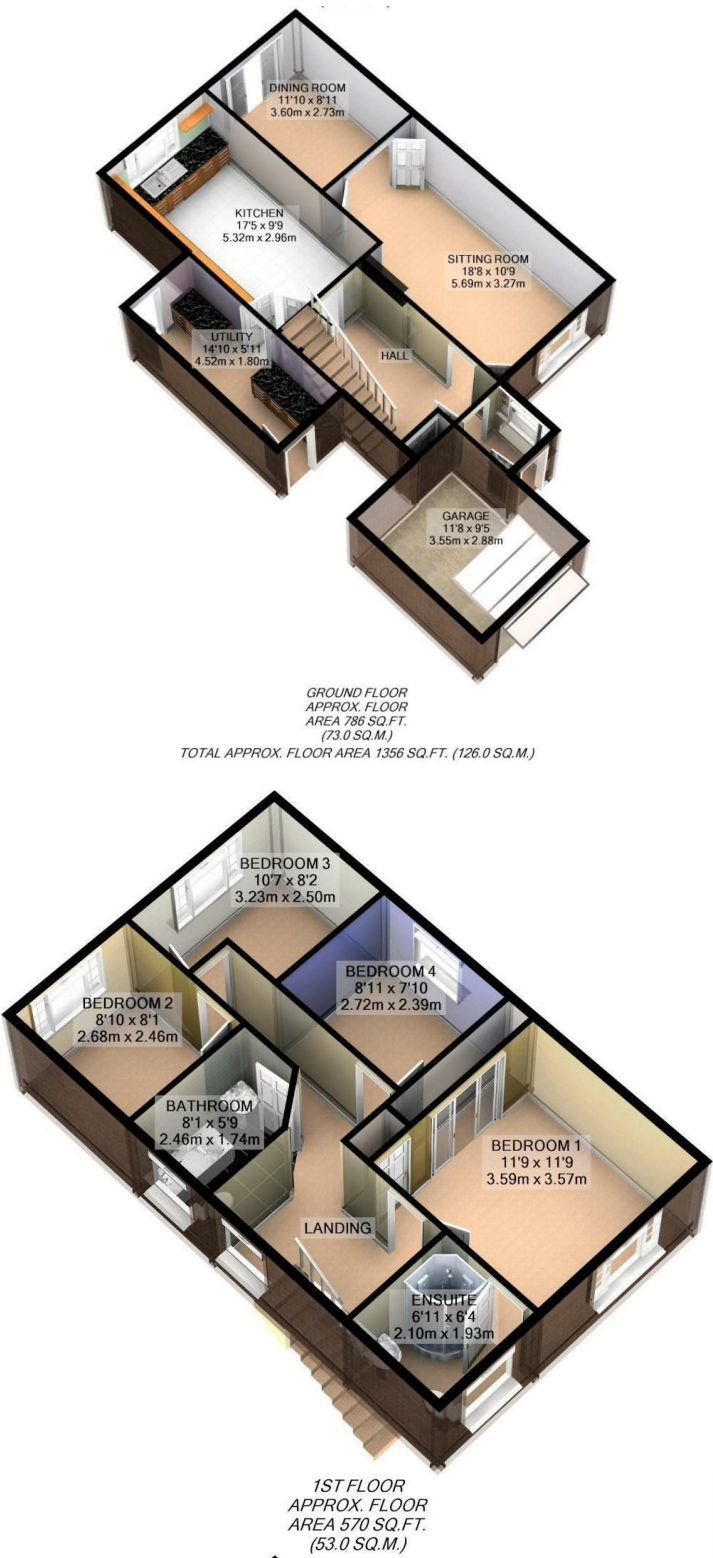 DINING ROOM
11'10 x 8'11
3.60m x 2.73m
KITCHEN
17'5 x 9'9
5.32m x 2.96m
SITTING ROOM
18'8 x 10'9
5.69m x 3.27m
UTILITY
14'10 x 5'11
4.52m x 1.80m
HALL
GARAGE
11'8 x 9'5
3.55m x 2.88m
GROUND FLOOR
APPROX. FLOOR
AREA 786 SQ.FT.
(73.0 SQ.M.)
TOTAL APPROX. FLOOR AREA 1356 SQ.FT. (126.0 SQ.M.)
BEDROOM 3
10'7 x 8'2
3.23m x 2.50m
BEDROOM 4
8'11 x 7'10
2.72m x 2.39m
BEDROOM 2
8'10 x 8'1
2.68m x 2.46m
BATHROOM
8'1 x 5'9
2.46m x 1.74m
BEDROOM 1
11'9 x 11'9
3.59m x 3.57m
LANDING
ENSUITE
6'11 x 6'4
2.10m x 1.93m
1ST FLOOR
APPROX. FLOOR
AREA 570 SQ.FT.
(53.0 SQ.M.)